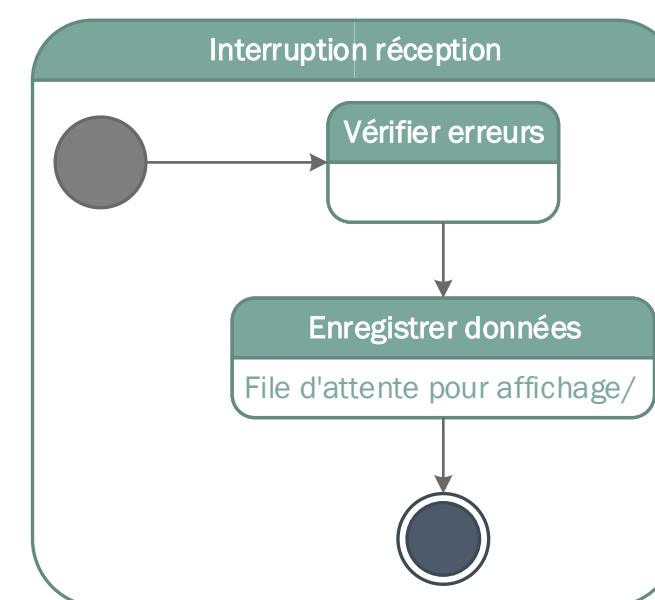 Interruption réception
Vérifier erreurs
Enregistrer données
File d'attente pour affichage/